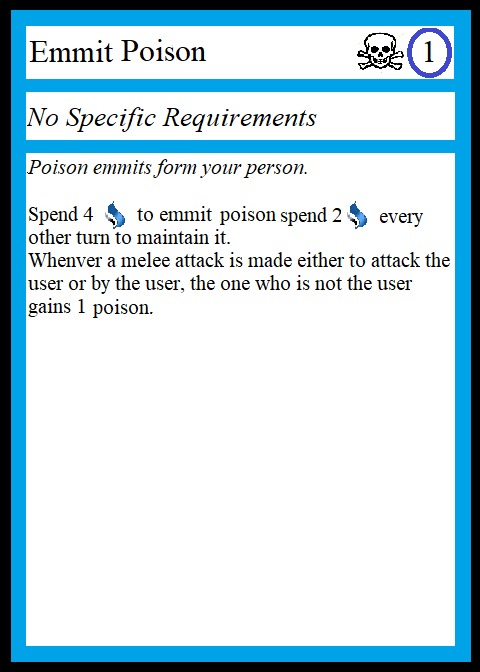 Emmit Poison 1
No Specific Requirements
Poison emmits form your person.
Spend 4 to emmit poison spend 2 every
other turn to maintain it.
Whenver a melee attack is made either to attack the
user or by the user, the one who is not the user
gains 1 poison.